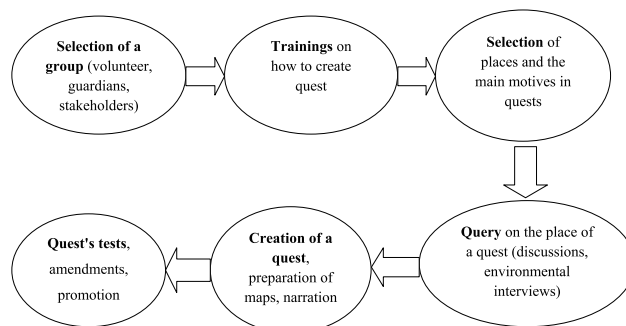 Selection of a
group (volunteer,
guardians,
stakeholders)
Trainings on
how to create
quest
Selection of
places and the
main motives in
quests
Query on the place of
a quest (discussions,
environmental
interviews)
Creation of a
quest,
preparation of
maps, narration
Quest's tests,
amendments,
promotion